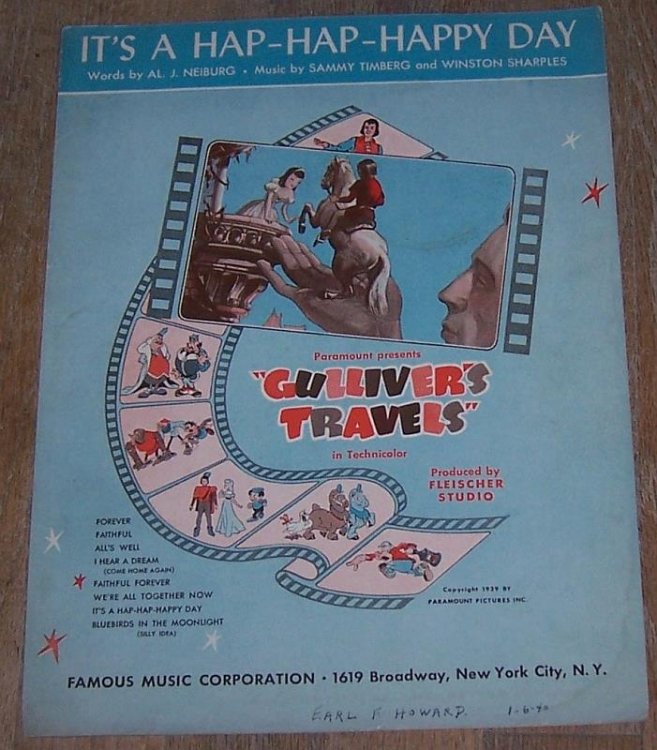 IT'S A HAP-HAP-HAPPY DAY
Words by AL. J. NEIBURG • Music by SAMMY TIMBERG and WINSTON SHARPLES
Paramount presents
"GULLIVER'S
TRAVELS"
in Technicolor
Produced by
FLEISCHER
STUDIO
FOREVER
FAITHFUL
ALL'S WELL
I HEAR A DREAM
(COME HOME AGAIN)
FAITHFUL FOREVER
WE'RE ALL TOGETHER NOW
IT'S A HAP-HAP-HAPPY DAY
BLUEBIRDS IN THE MOONLIGHT
(SILLY IDEA)
Copyright 1939 BY
PARAMOUNT PICTURES INC.
FAMOUS MUSIC CORPORATION • 1619 Broadway, New York City, N. Y.
EARL F HOWARD. 1-6-40